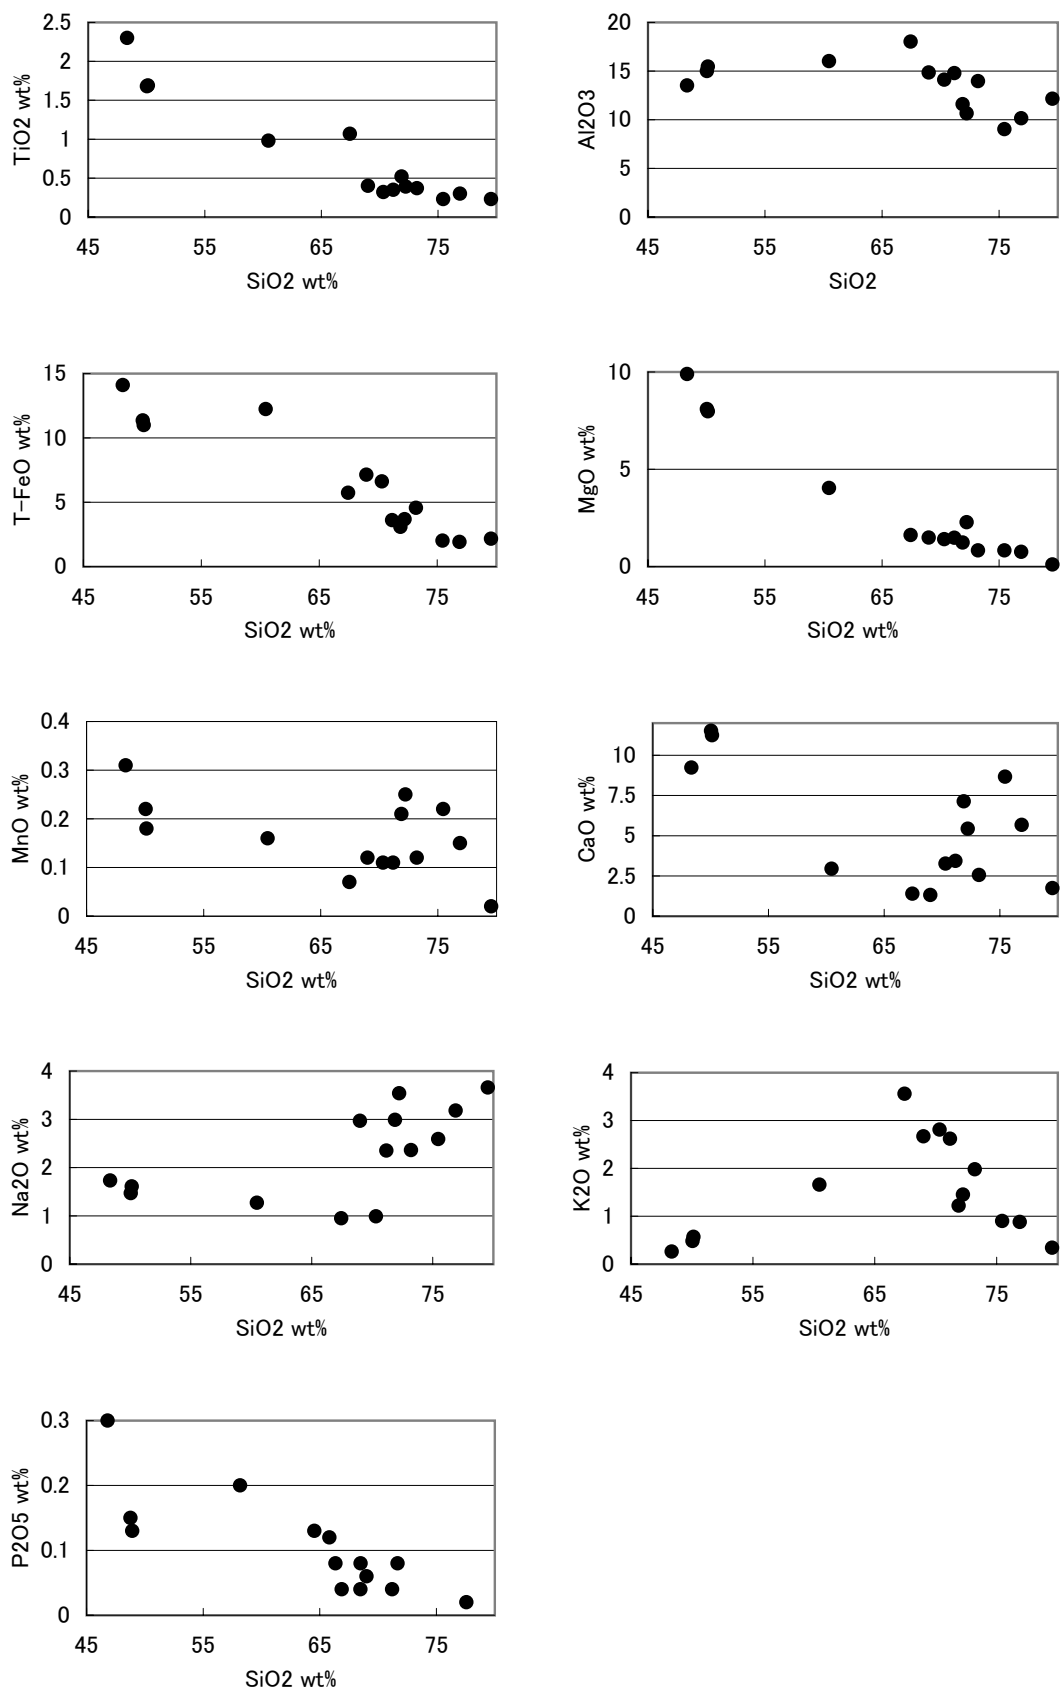 2.5
2
1.5
1
0.5
0
TiO2 wt%
45 55 65 75
SiO2 wt%
20
15
10
5
0
Al2O3
45 55 65 75
SiO2
15
10
5
0
T-FeO wt%
45 55 65 75
SiO2 wt%
10
5
0
MgO wt%
45 55 65 75
SiO2 wt%
0.4
0.3
0.2
0.1
0
MnO wt%
45 55 65 75
SiO2 wt%
10
7.5
5
2.5
0
CaO wt%
45 55 65 75
SiO2 wt%
4
3
2
1
0
Na2O wt%
45 55 65 75
SiO2 wt%
4
3
2
1
0
K2O wt%
45 55 65 75
SiO2 wt%
0.3
0.2
0.1
0
P2O5 wt%
45 55 65 75
SiO2 wt%